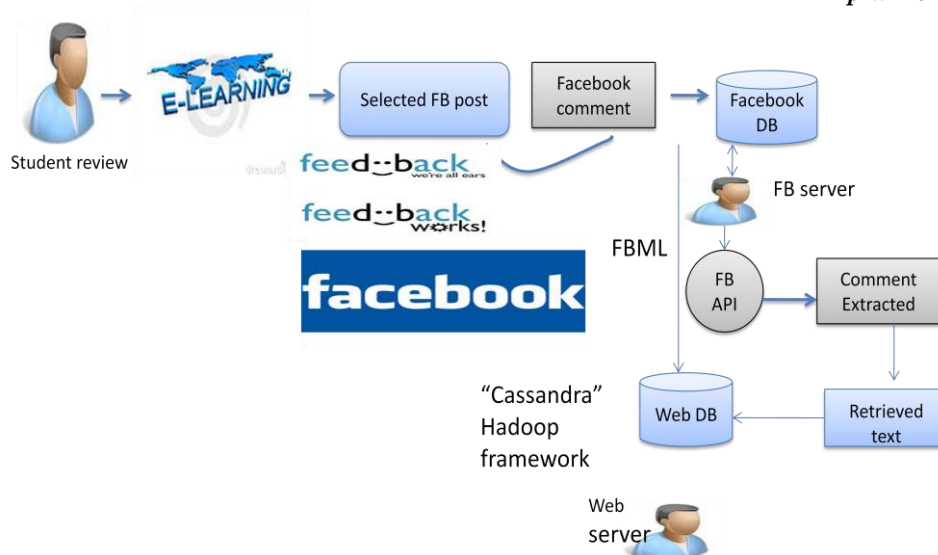 Student review
E-LEARNING
Selected FB post
Facebook
comment
Facebook
DB
feedback
we're all ears
feedback
works!
facebook
FB server
FBML
FB
API
Comment
Extracted
"Cassandra"
Hadoop
framework
Web DB
Retrieved
text
Web
server